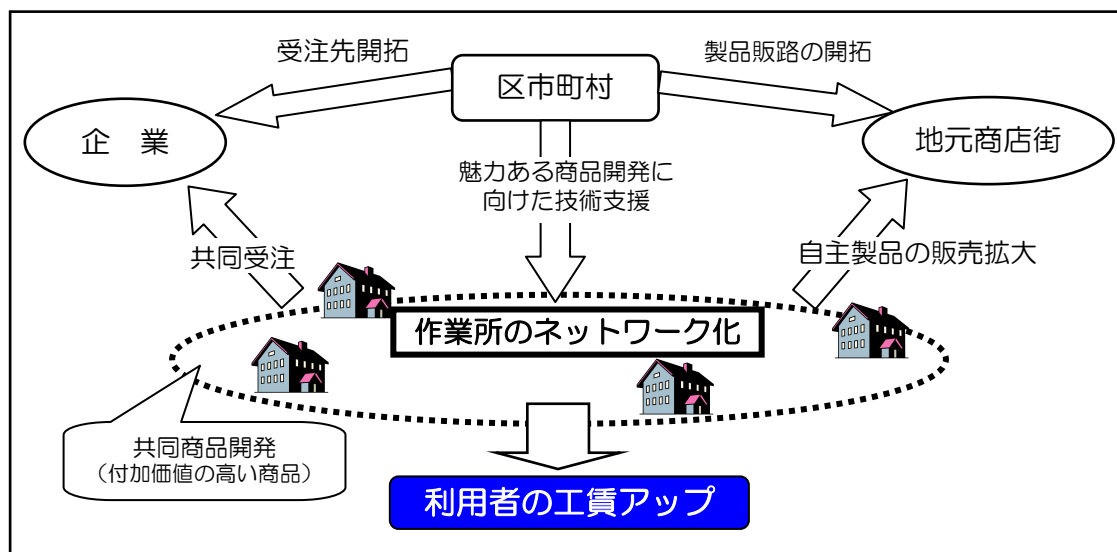 受注先開拓
区市町村
製品販路の開拓
企　業
地元商店街
魅力ある商品開発に
向けた技術支援
共同受注
自主製品の販売拡大
作業所のネットワーク化
共同商品開発
（付加価値の高い商品）
利用者の工賃アップ